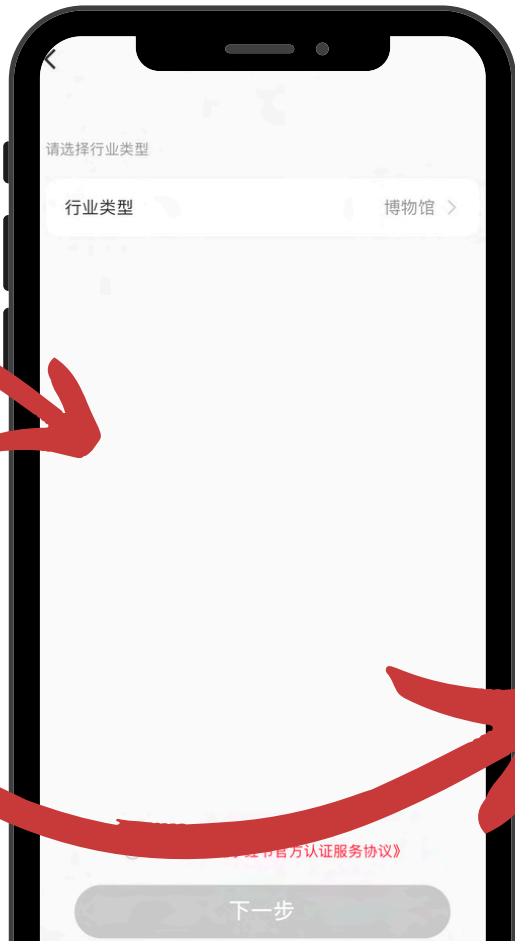 请选择行业类型
行业类型 博物馆
书官方认证服务协议》
下一步